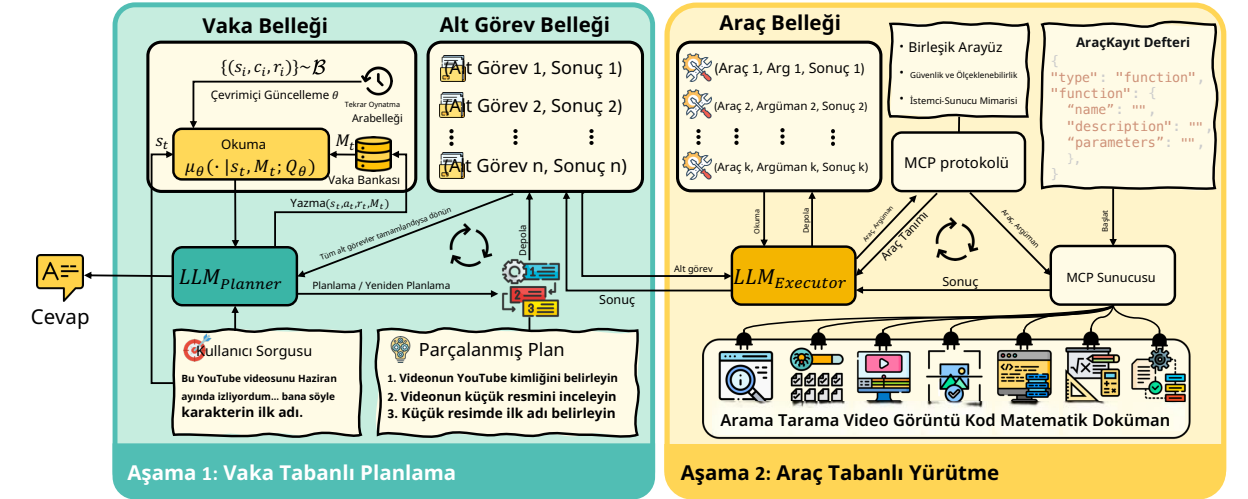 Vaka Belleği
{(s_i, c_i, r_i)}~B
Çevrimiçi Güncelleme θ
Tekrar Oynatma
Arabelleği
s_t
Okuma
μ_θ(· |s_t, M_t; Q_θ)
M_t
Vaka Bankası
Yazma(s_t,a_t,r_t,M_t)
Alt Görev Belleği
(Alt Görev 1, Sonuç 1)
(Alt Görev 2, Sonuç 2)
(Alt Görev n, Sonuç n)
Tüm alt görevler tamamlandıysa dönün
Depola
LLM_Planner
Planlama / Yeniden Planlama
1
2
3
Cevap
Kullanıcı Sorgusu
Bu YouTube videosunu Haziran
ayında izliyordum... bana söyle
karakterin ilk adı.
Parçalanmış Plan
1. Videonun YouTube kimliğini belirleyin
2. Videonun küçük resmini inceleyin
3. Küçük resimde ilk adı belirleyin
Aşama 1: Vaka Tabanlı Planlama
Alt görev
Sonuç
Araç Belleği
(Araç 1, Arg 1, Sonuç 1)
(Araç 2, Argüman 2, Sonuç 2)
(Araç k, Argüman k, Sonuç k)
Okuma
Depola
• Birleşik Arayüz
• Güvenlik ve Ölçeklenebilirlik
• İstemci-Sunucu Mimarisi
MCP protokolü
AraçKayıt Defteri
{
"type": "function",
"function": {
“name”: "",
"description": "",
"parameters": "",
},
}
Araç, Argüman
Araç Tanımı
Araç, Argüman
Başlat
LLM_Executor
Sonuç
MCP Sunucusu
Arama Tarama Video Görüntü Kod Matematik Doküman
Aşama 2: Araç Tabanlı Yürütme